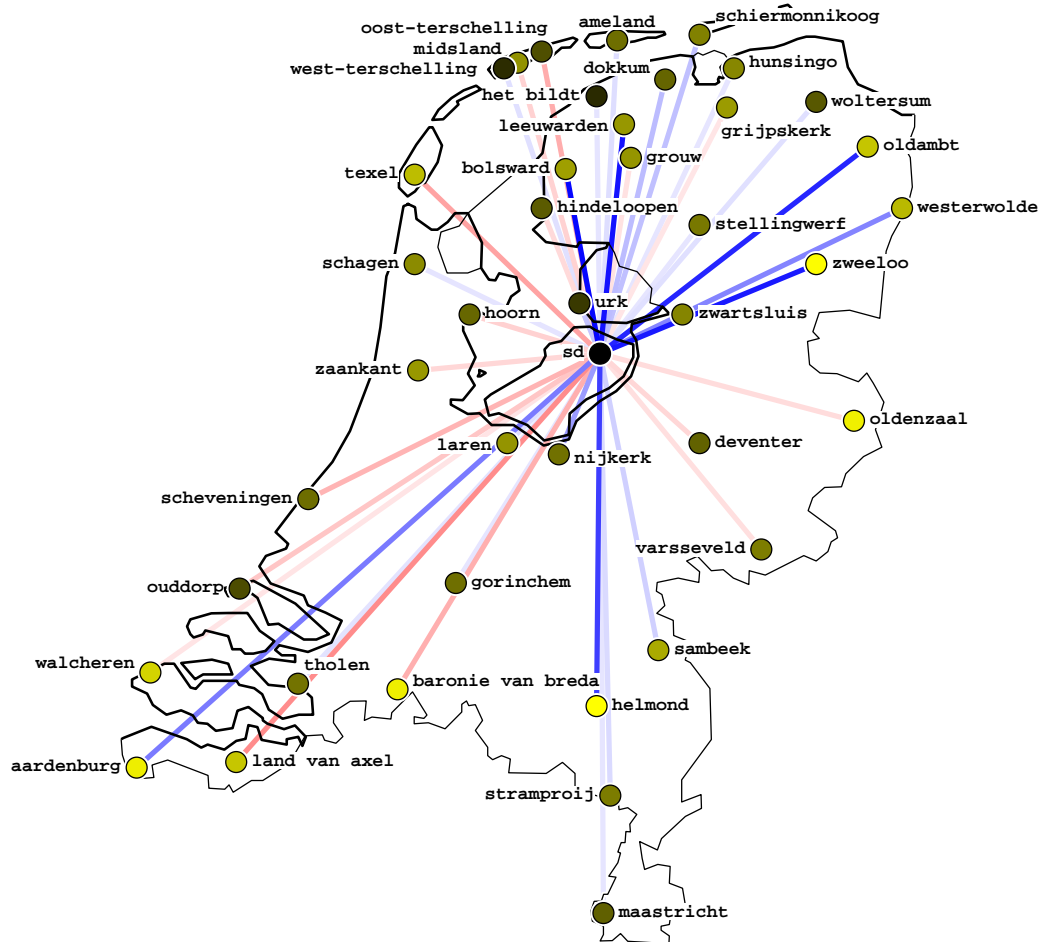 schiermonnikoog
ameland
oost-terschelling
midsland
hunsingo
west-terschelling
dokkum
het bildt
woltersum
leeuwarden
grijpskerk
oldambt
grouw
bolsward
texel
hindeloopen
westerwolde
stellingwerf
schagen
zweeloo
urk
hoorn
zwartsluis
sd
zaankant
oldenzaal
laren
deventer
nijkerk
scheveningen
varsseveld
gorinchem
ouddorp
sambeek
walcheren
tholen
baronie van breda
helmond
land van axel
aardenburg
stramproij
maastricht